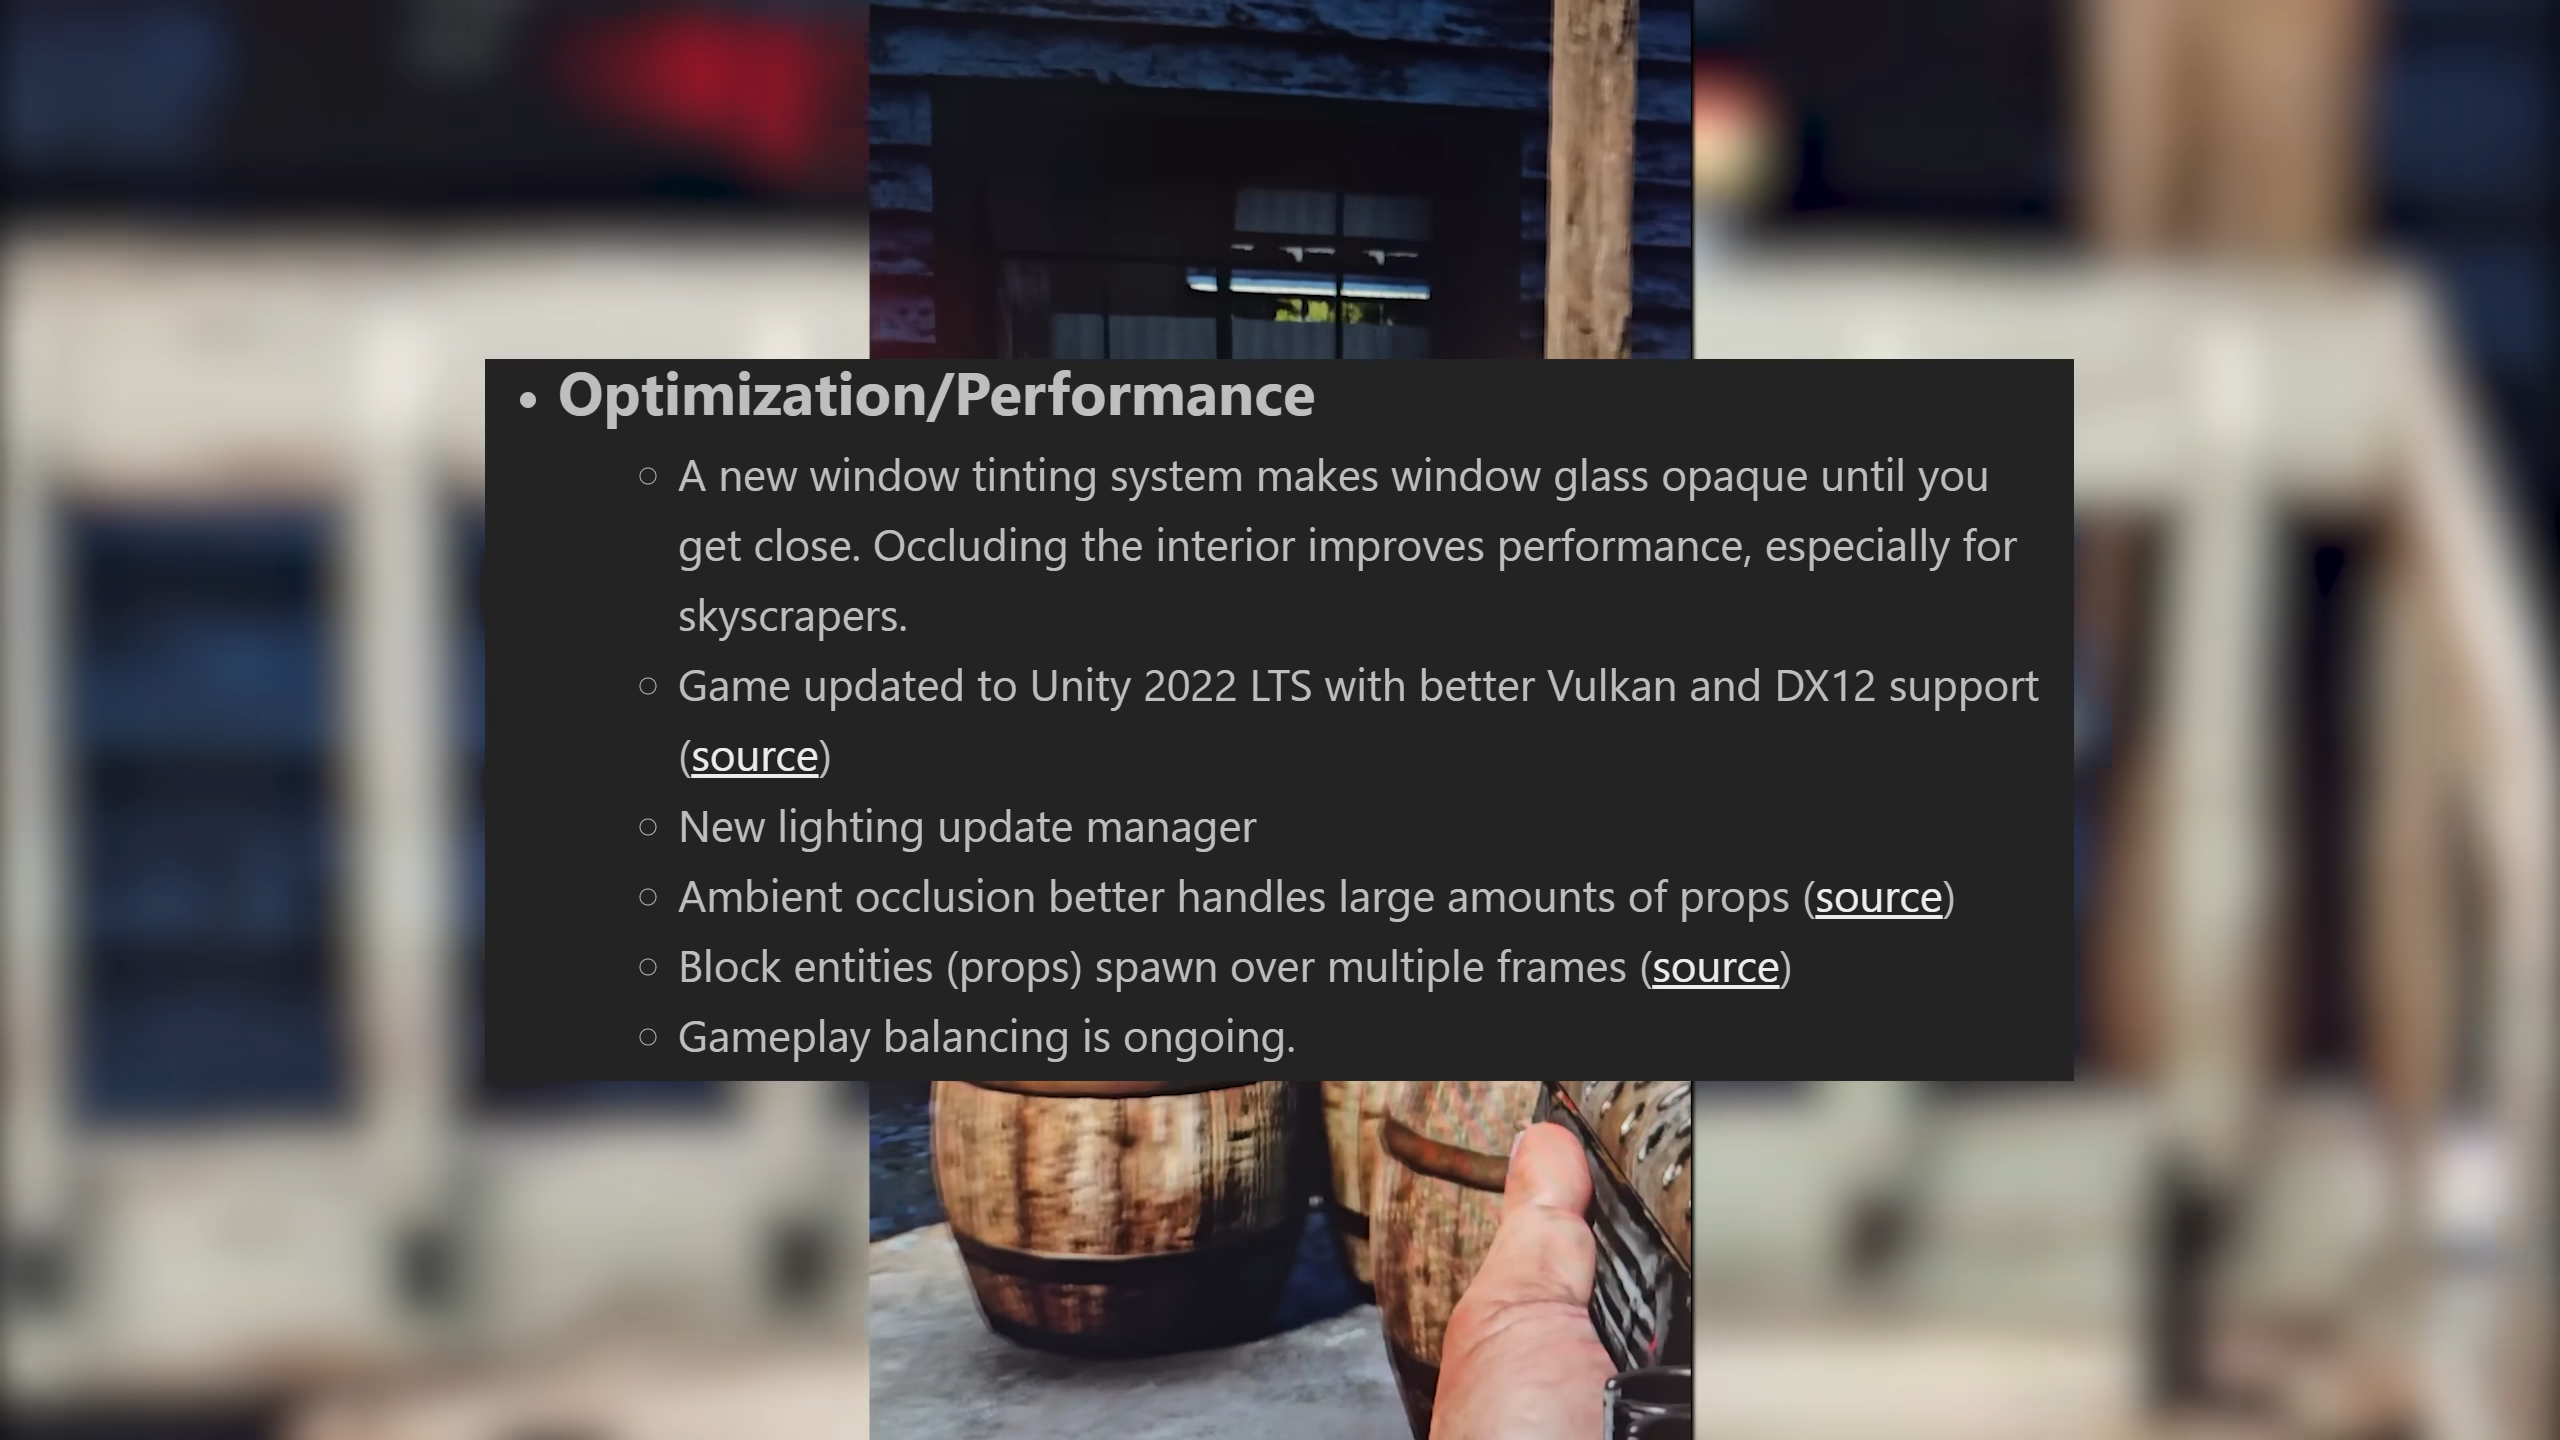 • Optimization/Performance
○ A new window tinting system makes window glass opaque until you
get close. Occluding the interior improves performance, especially for
skyscrapers.
○ Game updated to Unity 2022 LTS with better Vulkan and DX12 support
(source)
○ New lighting update manager
○ Ambient occlusion better handles large amounts of props (source)
○ Block entities (props) spawn over multiple frames (source)
○ Gameplay balancing is ongoing.